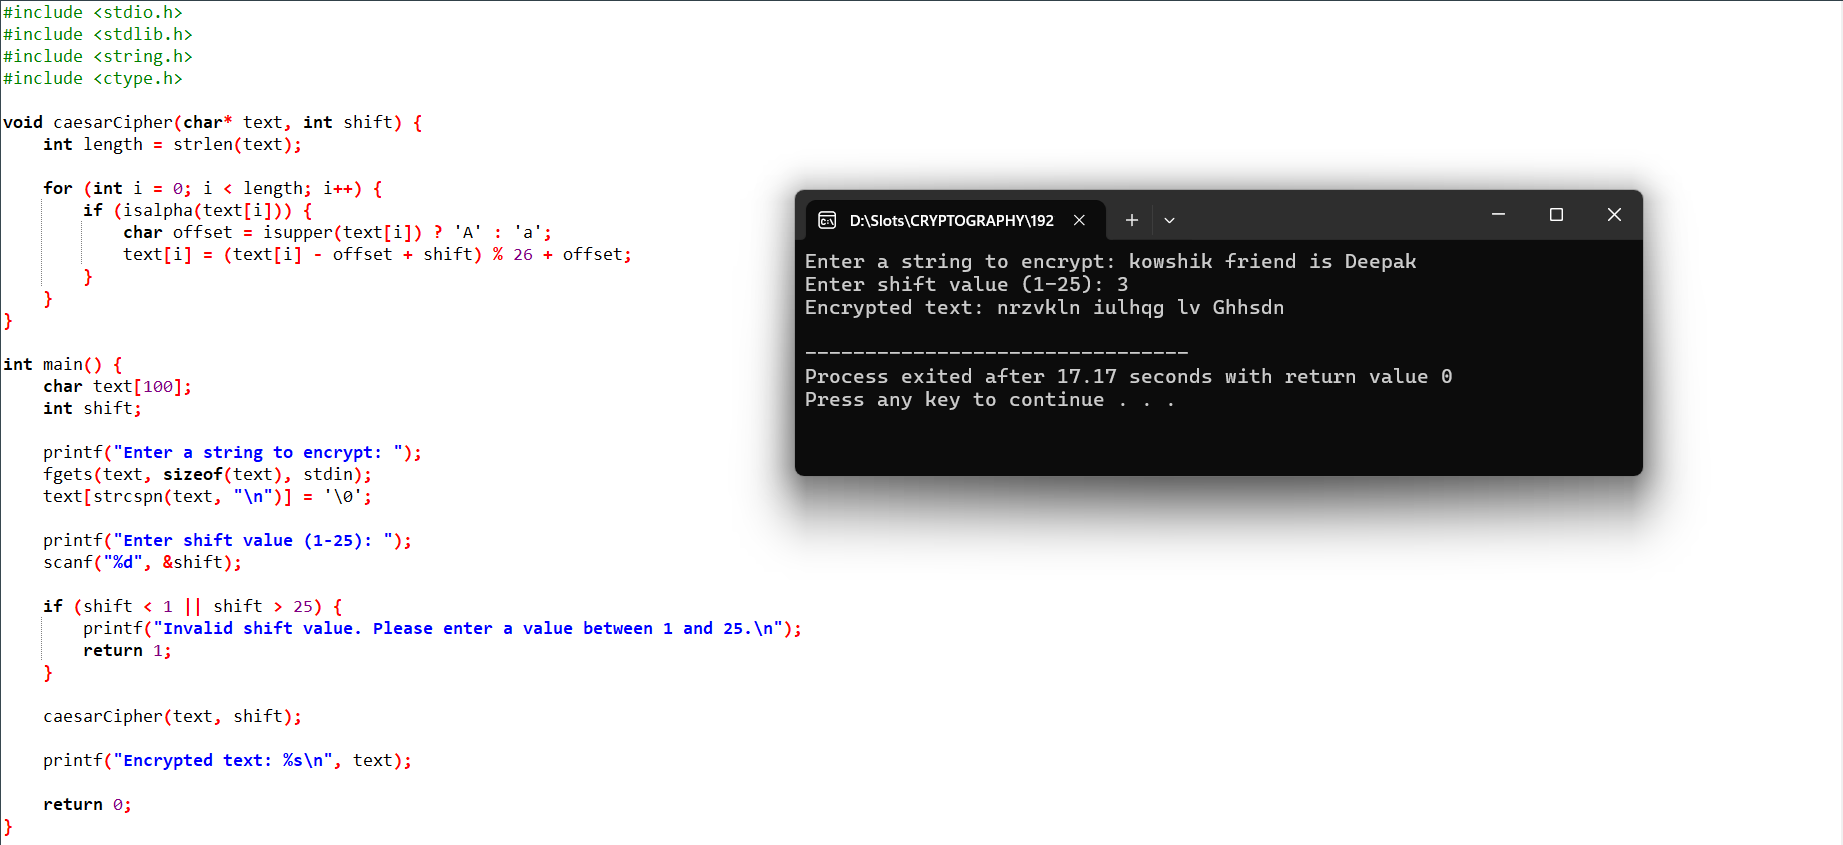 #include <stdio.h>
#include <stdlib.h>
#include <string.h>
#include <ctype.h>
void caesarCipher(char* text, int shift) {
int length = strlen(text);
for (int i = 0; i < length; i++) {
if (isalpha(text[i])) {
char offset = isupper(text[i]) ? 'A' : 'a';
text[i] = (text[i] - offset + shift) % 26 + offset;
}
}
}
int main() {
char text[100];
int shift;
printf("Enter a string to encrypt: ");
fgets(text, sizeof(text), stdin);
text[strcspn(text, "\n")] = '\0';
printf("Enter shift value (1-25): ");
scanf("%d", &shift);
if (shift < 1 || shift > 25) {
printf("Invalid shift value. Please enter a value between 1 and 25.\n");
return 1;
}
caesarCipher(text, shift);
printf("Encrypted text: %s\n", text);
return 0;
}
D:\Slots\CRYPTOGRAPHY\192
Enter a string to encrypt: kowshik friend is Deepak
Enter shift value (1-25): 3
Encrypted text: nrzvkln iulhqg lv Ghhsdn
--------------------------------
Process exited after 17.17 seconds with return value 0
Press any key to continue . . .